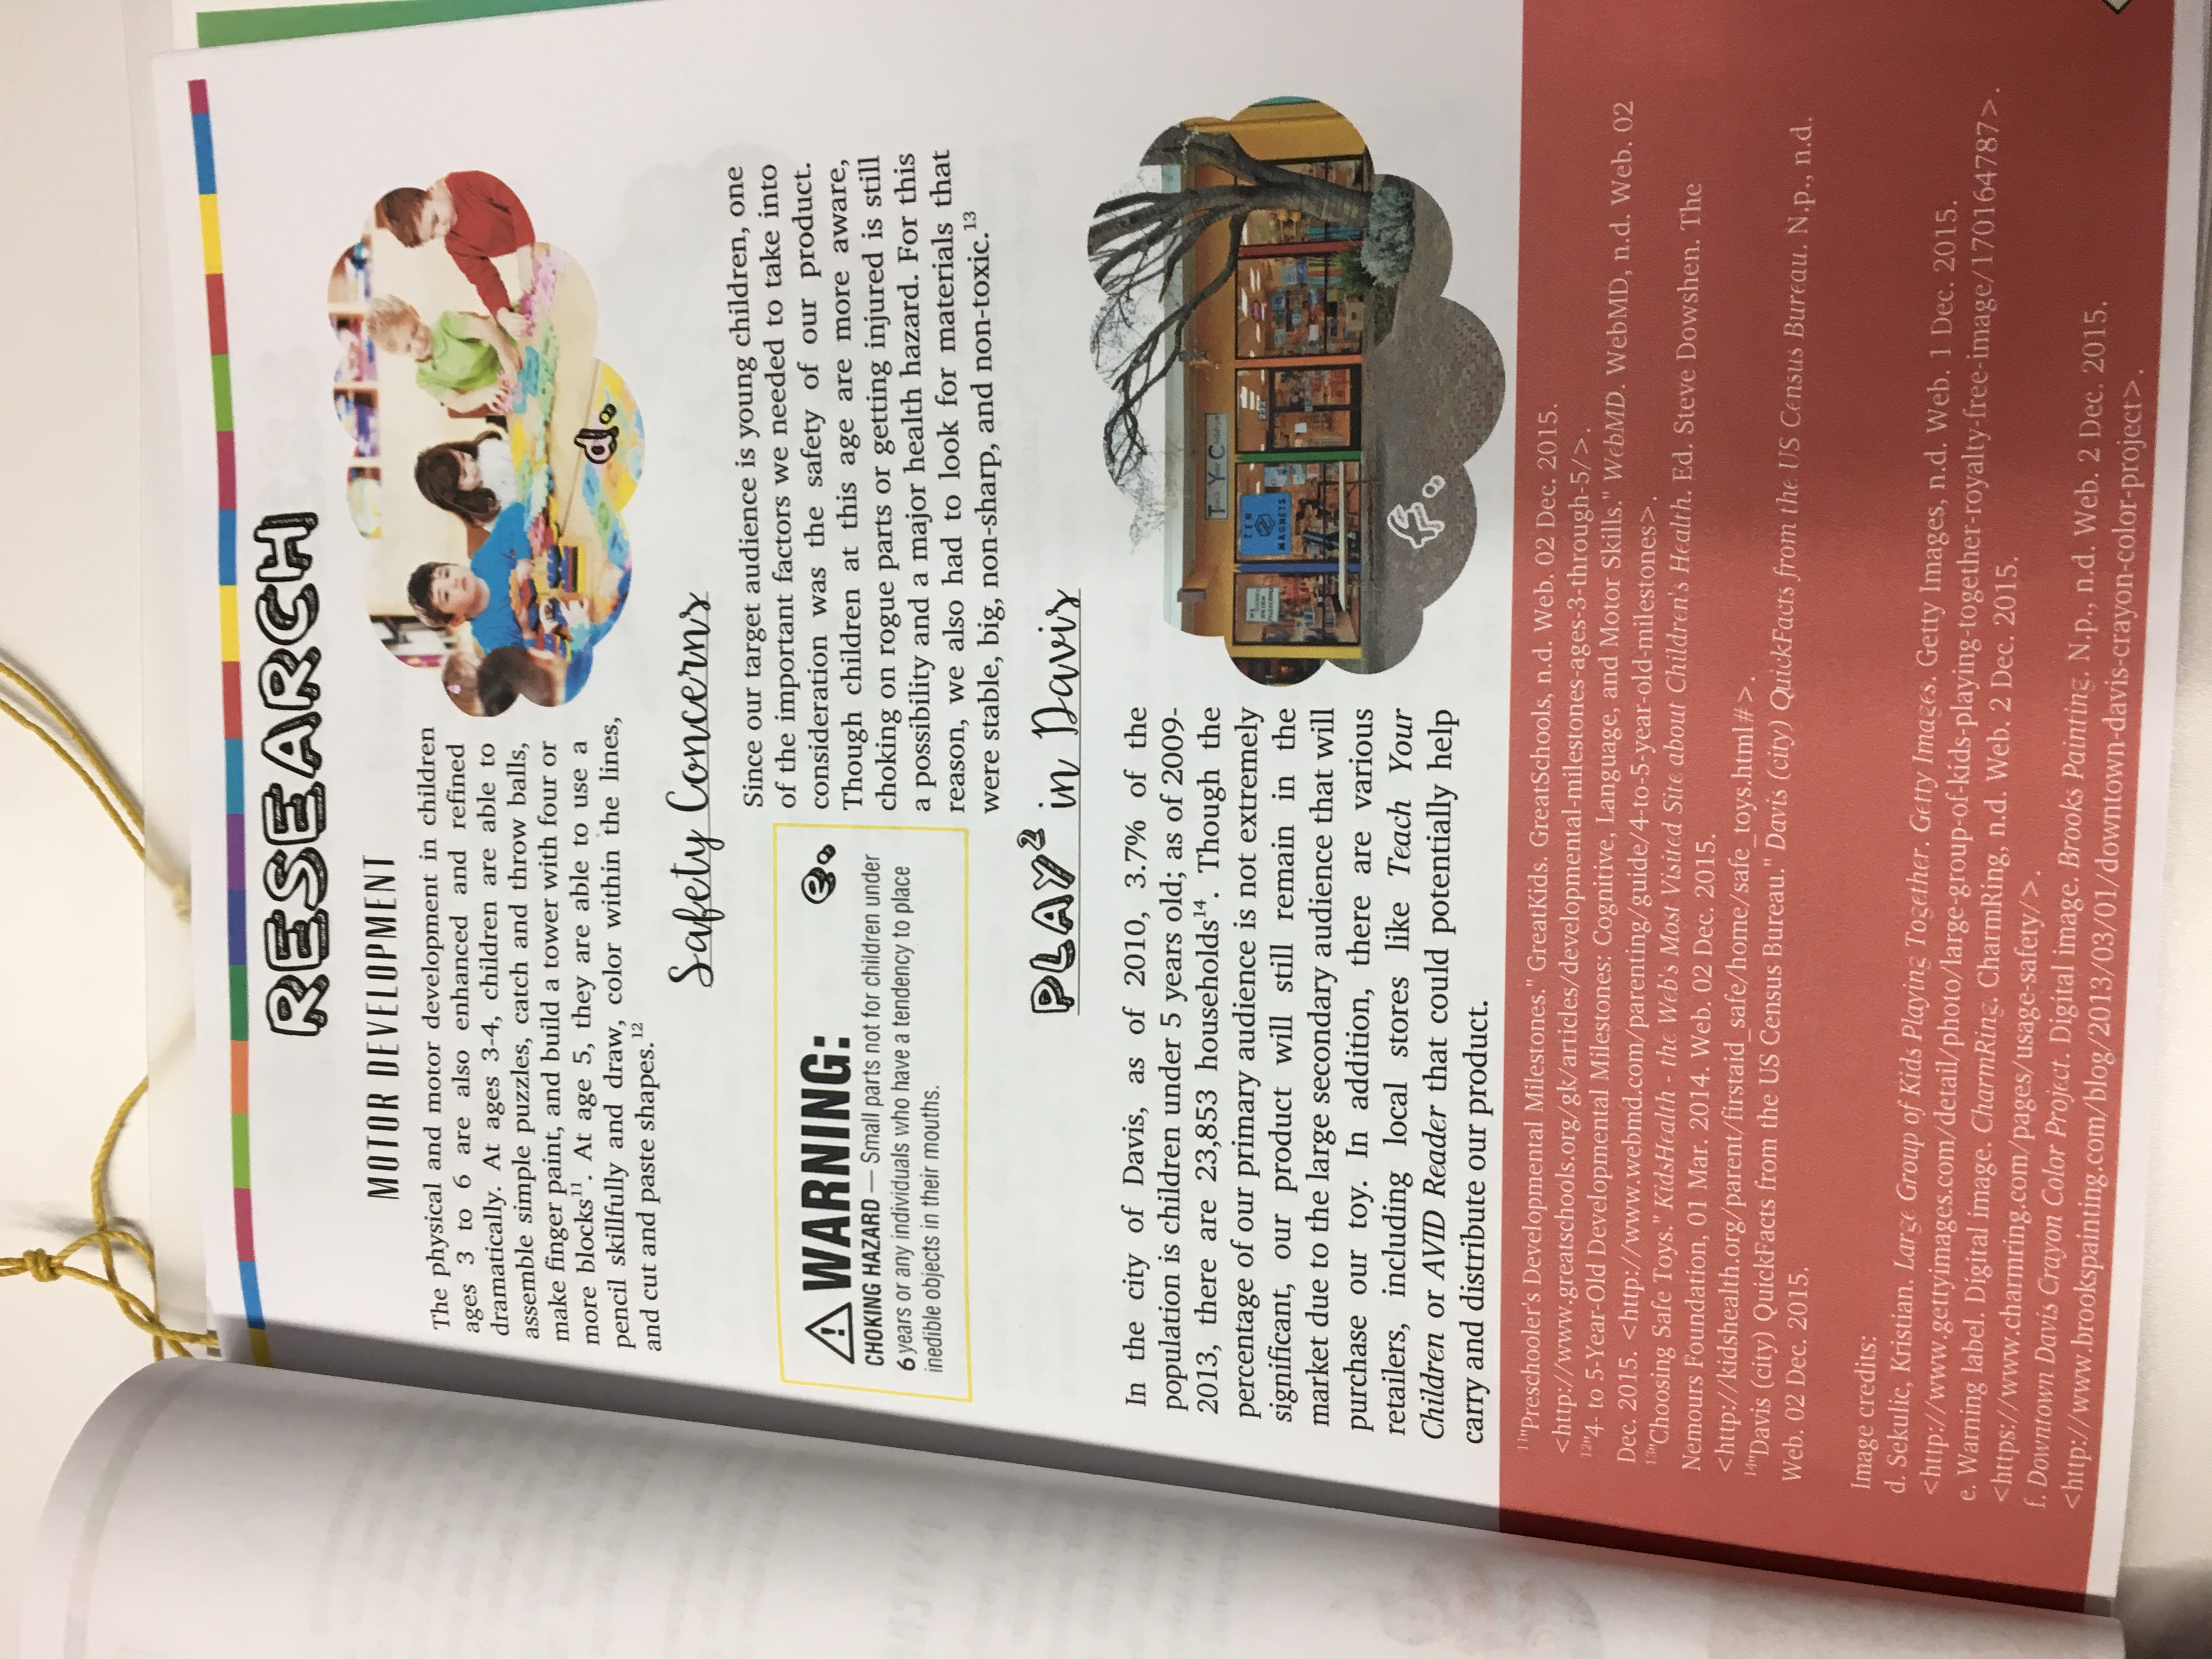 RESEARCH
MOTOR DEVELOPMENT
The physical and motor development in children
ages 3 to 6 are also enhanced and refined
dramatically. At ages 3-4, children are able to
assemble simple puzzles, catch and throw balls,
make finger paint, and build a tower with four or
more blocks¹¹. At age 5, they are able to use a
pencil skillfully and draw, color within the lines,
and cut and paste shapes.¹²
d.
Safety Concerns
⚠WARNING:
e.
CHOKING HAZARD — Small parts not for children under
6 years or any individuals who have a tendency to place
inedible objects in their mouths.
Since our target audience is young children, one
of the important factors we needed to take into
consideration was the safety of our product.
Though children at this age are more aware,
choking on rogue parts or getting injured is still
a possibility and a major health hazard. For this
reason, we also had to look for materials that
were stable, big, non-sharp, and non-toxic.¹³
PLAY² in Davis
In the city of Davis, as of 2010, 3.7% of the
population is children under 5 years old; as of 2009-
2013, there are 23,853 households¹⁴. Though the
percentage of our primary audience is not extremely
significant, our product will still remain in the
market due to the large secondary audience that will
purchase our toy. In addition, there are various
retailers, including local stores like Teach Your
Children or AVID Reader that could potentially help
carry and distribute our product.
Teach Your Children
232
ZEN
MAGNETS
f.
¹¹"Preschooler's Developmental Milestones." GreatKids. GreatSchools, n.d. Web. 02 Dec. 2015.
<http://www.greatschools.org/gk/articles/developmental-milestones-ages-3-through-5/>.
¹²"4- to 5-Year-Old Developmental Milestones: Cognitive, Language, and Motor Skills." WebMD. WebMD, n.d. Web. 02
Dec. 2015. <http://www.webmd.com/parenting/guide/4-to-5-year-old-milestones>.
¹³"Choosing Safe Toys." KidsHealth - the Web's Most Visited Site about Children's Health. Ed. Steve Dowshen. The
Nemours Foundation, 01 Mar. 2014. Web. 02 Dec. 2015.
<http://kidshealth.org/parent/firstaid_safe/home/safe_toys.html#>.
¹⁴"Davis (city) QuickFacts from the US Census Bureau." Davis (city) QuickFacts from the US Census Bureau. N.p., n.d.
Web. 02 Dec. 2015.
Image credits:
d. Sekulic, Kristian. Large Group of Kids Playing Together. Getty Images. Getty Images, n.d. Web. 1 Dec. 2015.
<http://www.gettyimages.com/detail/photo/large-group-of-kids-playing-together-royalty-free-image/170164787>.
e. Warning label. Digital image. CharmRing. CharmRing, n.d. Web. 2 Dec. 2015.
<https://www.charmring.com/pages/usage-safety/>.
f. Downtown Davis Crayon Color Project. Digital image. Brooks Painting. N.p., n.d. Web. 2 Dec. 2015.
<http://www.brookspainting.com/blog/2013/03/01/downtown-davis-crayon-color-project>.